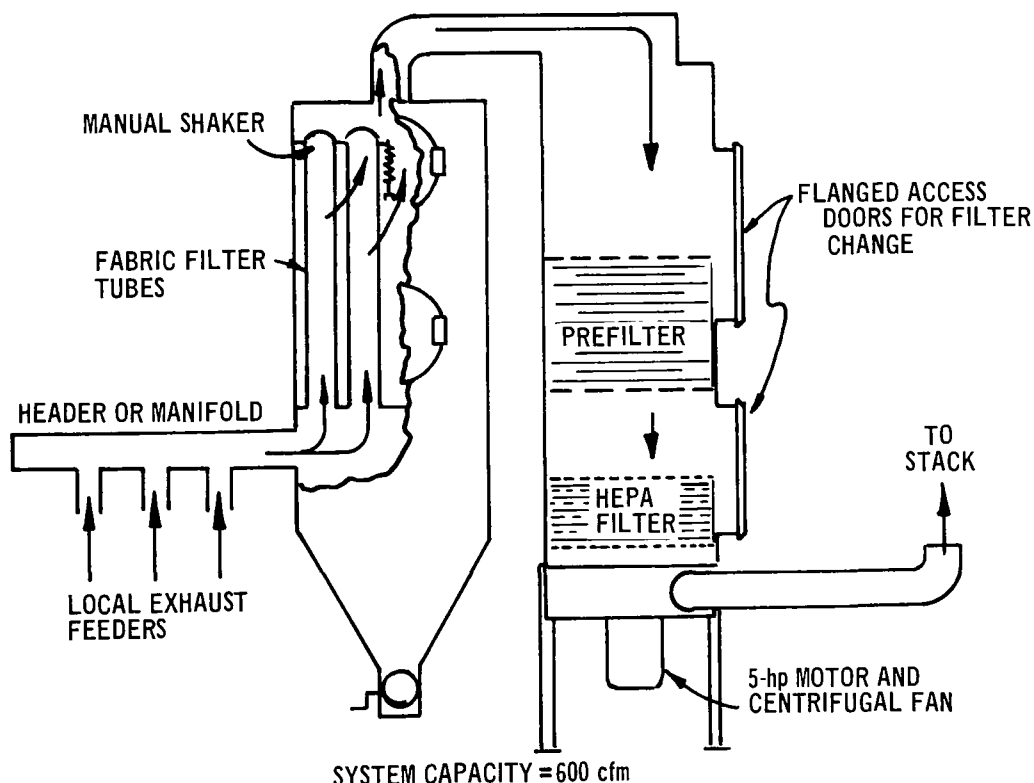 MANUAL SHAKER
FABRIC FILTER
TUBES
HEADER OR MANIFOLD
LOCAL EXHAUST
FEEDERS
FLANGED ACCESS
DOORS FOR FILTER
CHANGE
PREFILTER
HEPA
FILTER
TO
STACK
5-hp MOTOR AND
CENTRIFUGAL FAN
SYSTEM CAPACITY = 600 cfm